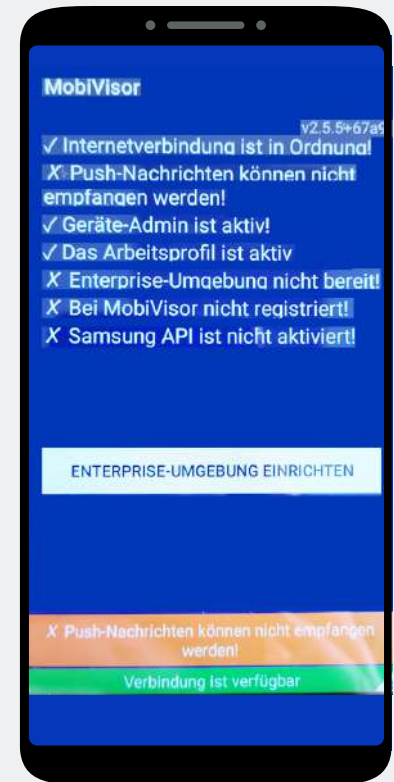 MobiVisor
v2.5.5+67a9
✓ Internetverbindung ist in Ordnung!
✗ Push-Nachrichten können nicht
empfangen werden!
✓ Geräte-Admin ist aktiv!
✓ Das Arbeitsprofil ist aktiv
✗ Enterprise-Umgebung nicht bereit!
✗ Bei MobiVisor nicht registriert!
✗ Samsung API ist nicht aktiviert!
ENTERPRISE-UMGEBUNG EINRICHTEN
✗ Push-Nachrichten können nicht empfangen
werden!
Verbindung ist verfügbar